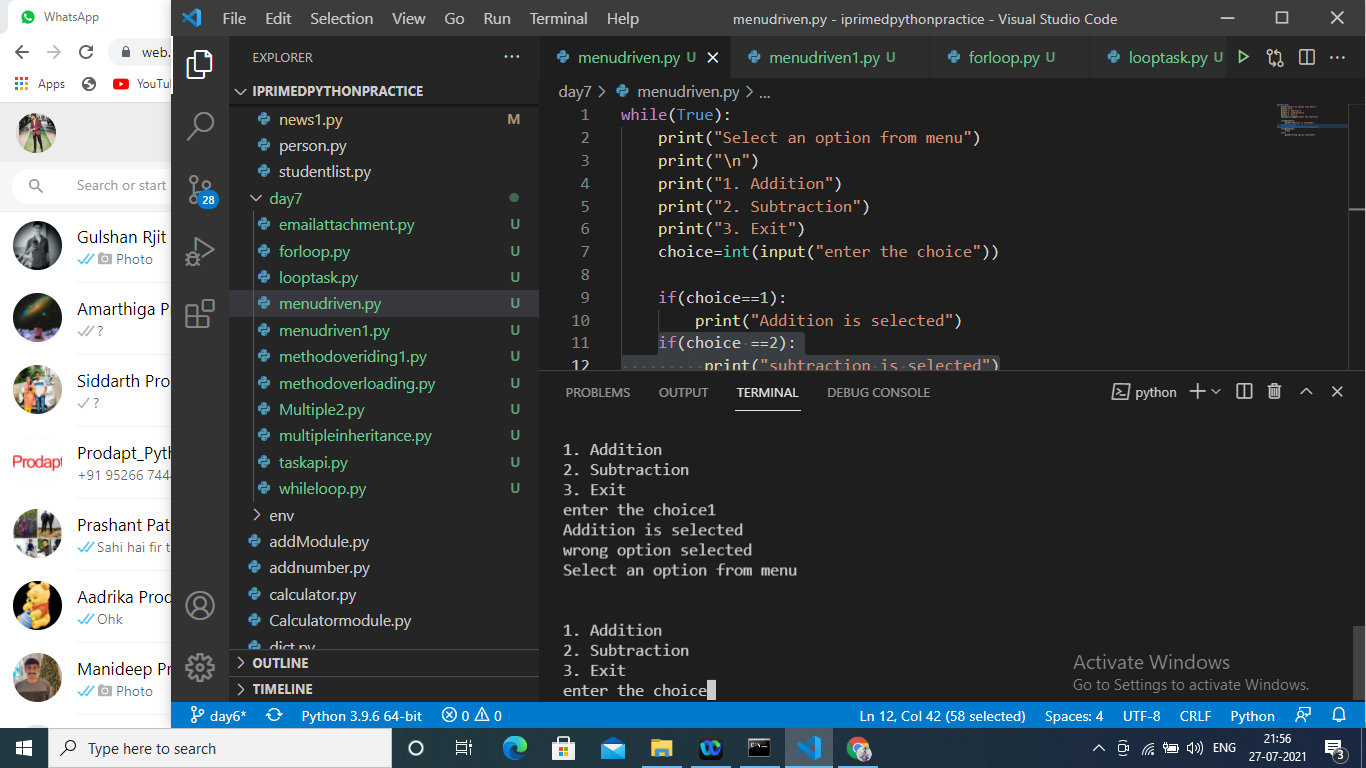 WhatsApp
web.
Apps
YouTu
Search or start
Gulshan Rjit
Photo
Amarthiga P
?
Siddarth Pro
?
Prodapt
Prodapt_Pyth
+91 95266 744
Prashant Pat
Sahi hai fir t
Aadrika Prod
Ohk
Manideep Pr
Photo
File Edit Selection View Go Run Terminal Help
menudriven.py - iprimedpythonpractice - Visual Studio Code
28
EXPLORER
IPRIMEDPYTHONPRACTICE
news1.py M
person.py
studentlist.py
day7
emailattachment.py U
forloop.py U
looptask.py U
menudriven.py U
menudriven1.py U
methodoveriding1.py U
methodoverloading.py U
Multiple2.py U
multipleinheritance.py U
taskapi.py U
whileloop.py U
env
addModule.py
addnumber.py
calculator.py
Calculatormodule.py
dict.py
OUTLINE
TIMELINE
menudriven.py U menudriven1.py U forloop.py U looptask.py U
day7 > menudriven.py > ...
1 while(True):
2 print("Select an option from menu")
3 print("\n")
4 print("1. Addition")
5 print("2. Subtraction")
6 print("3. Exit")
7 choice=int(input("enter the choice"))
8
9 if(choice==1):
10 print("Addition is selected")
11 if(choice ==2):
12 print("subtraction is selected")
PROBLEMS OUTPUT TERMINAL DEBUG CONSOLE
python
1. Addition
2. Subtraction
3. Exit
enter the choice1
Addition is selected
wrong option selected
Select an option from menu
1. Addition
2. Subtraction
3. Exit
enter the choice
Activate Windows
Go to Settings to activate Windows.
day6* Python 3.9.6 64-bit 0 0 Ln 12, Col 42 (58 selected) Spaces: 4 UTF-8 CRLF Python
Type here to search
ENG
21:56
27-07-2021
3